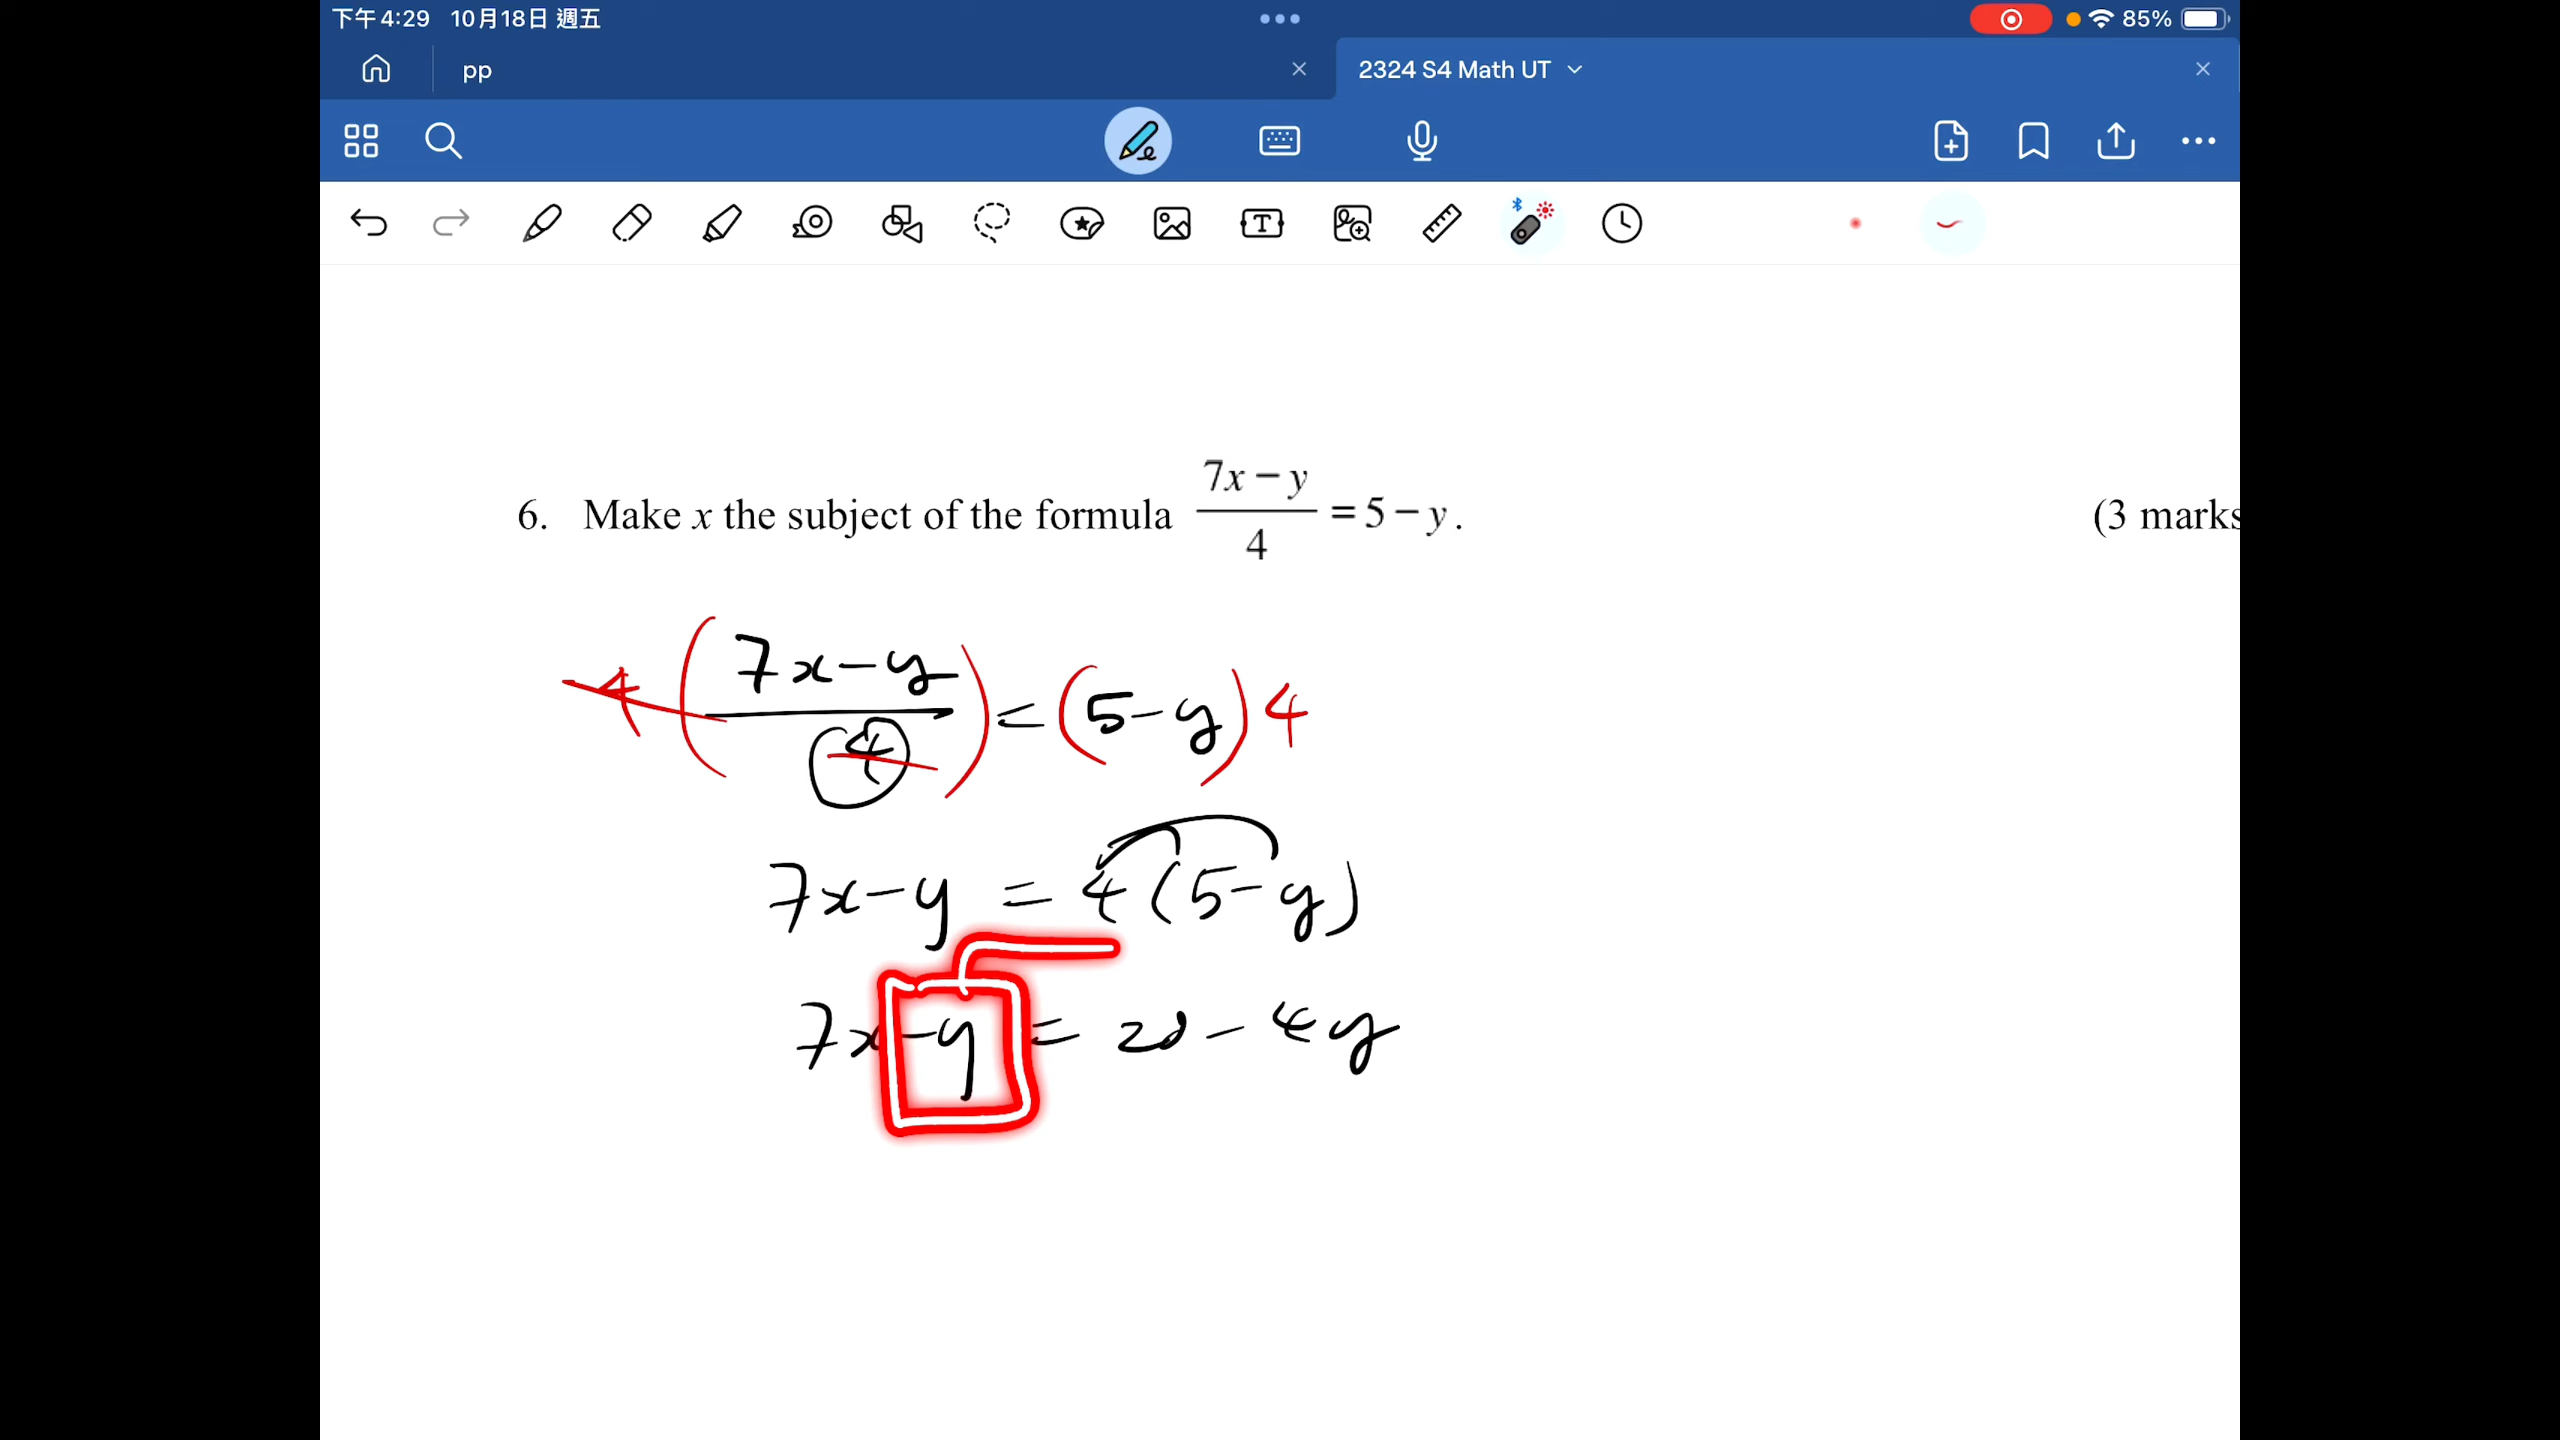 下午4:29 10月18日 週五 85%
pp 2324 S4 Math UT
6. Make x the subject of the formula (7x − y)/4 = 5 − y. (3 marks
4((7x−y)/4) = (5−y)4
7x−y = 4(5−y)
7x−y = 20−4y